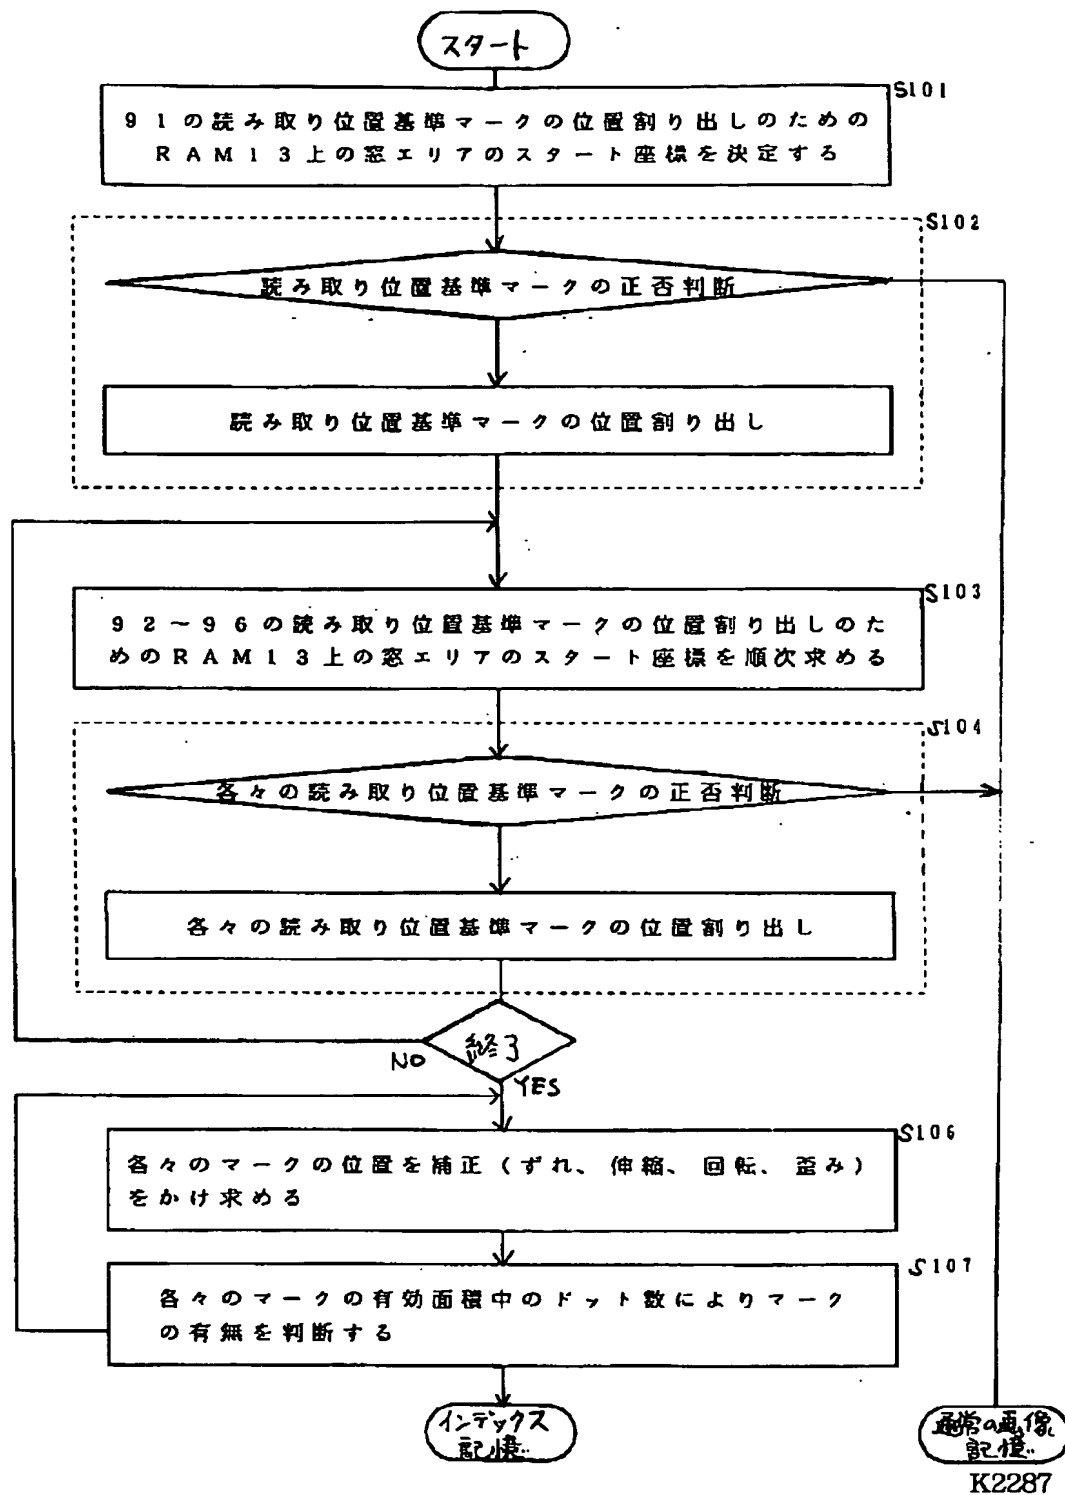 スタート
S101
91の読み取り位置基準マークの位置割り出しのための
RAM13上の窓エリアのスタート座標を決定する
S102
読み取り位置基準マークの正否判断
読み取り位置基準マークの位置割り出し
S103
92~96の読み取り位置基準マークの位置割り出しのた
めのRAM13上の窓エリアのスタート座標を順次求める
S104
各々の読み取り位置基準マークの正否判断
各々の読み取り位置基準マークの位置割り出し
終了
NO
YES
S106
各々のマークの位置を補正(ずれ、伸縮、回転、歪み)
をかけ求める
S107
各々のマークの有効面積中のドット数によりマーク
の有無を判断する
インデックス
記憶
通常の画像
記憶
K2287